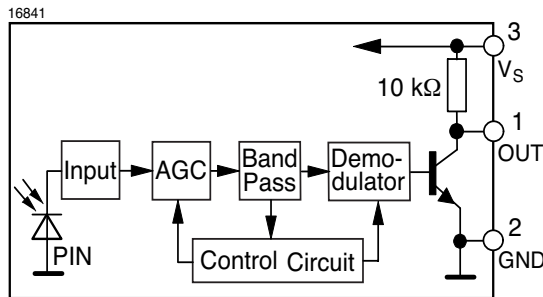 16841
3
V_S
10 kΩ
1
OUT
Input
AGC
Band
Pass
Demo-
dulator
2
GND
PIN
Control Circuit